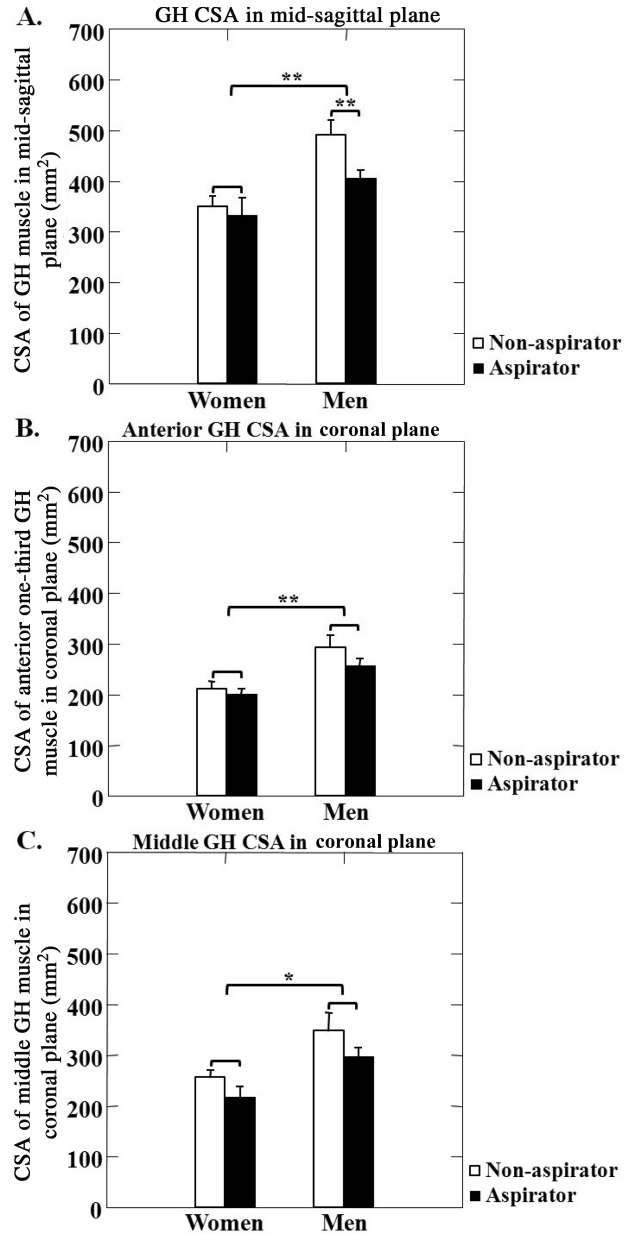 A.
GH CSA in mid-sagittal plane
CSA of GH muscle in mid-sagittal
plane (mm²)
700
600
500
400
300
200
100
0
**
**
Women
Men
Non-aspirator
Aspirator
B.
Anterior GH CSA in coronal plane
CSA of anterior one-third GH
muscle in coronal plane (mm²)
700
600
500
400
300
200
100
0
**
Women
Men
Non-aspirator
Aspirator
C.
Middle GH CSA in coronal plane
CSA of middle GH muscle in
coronal plane (mm²)
700
600
500
400
300
200
100
0
*
Women
Men
Non-aspirator
Aspirator